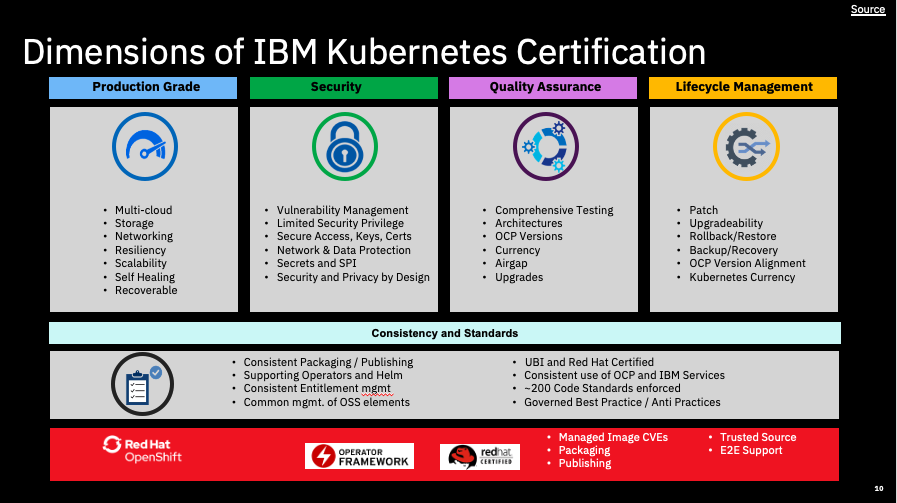 Source
Dimensions of IBM Kubernetes Certification
Production Grade
• Multi-cloud
• Storage
• Networking
• Resiliency
• Scalability
• Self Healing
• Recoverable
Security
• Vulnerability Management
• Limited Security Privilege
• Secure Access, Keys, Certs
• Network & Data Protection
• Secrets and SPI
• Security and Privacy by Design
Quality Assurance
• Comprehensive Testing
• Architectures
• OCP Versions
• Currency
• Airgap
• Upgrades
Lifecycle Management
• Patch
• Upgradeability
• Rollback/Restore
• Backup/Recovery
• OCP Version Alignment
• Kubernetes Currency
Consistency and Standards
• Consistent Packaging / Publishing
• Supporting Operators and Helm
• Consistent Entitlement mgmt
• Common mgmt. of OSS elements
• UBI and Red Hat Certified
• Consistent use of OCP and IBM Services
• ~200 Code Standards enforced
• Governed Best Practice / Anti Practices
Red Hat
OpenShift
OPERATOR
FRAMEWORK
redhat
CERTIFIED
• Managed Image CVEs
• Packaging
• Publishing
• Trusted Source
• E2E Support
10